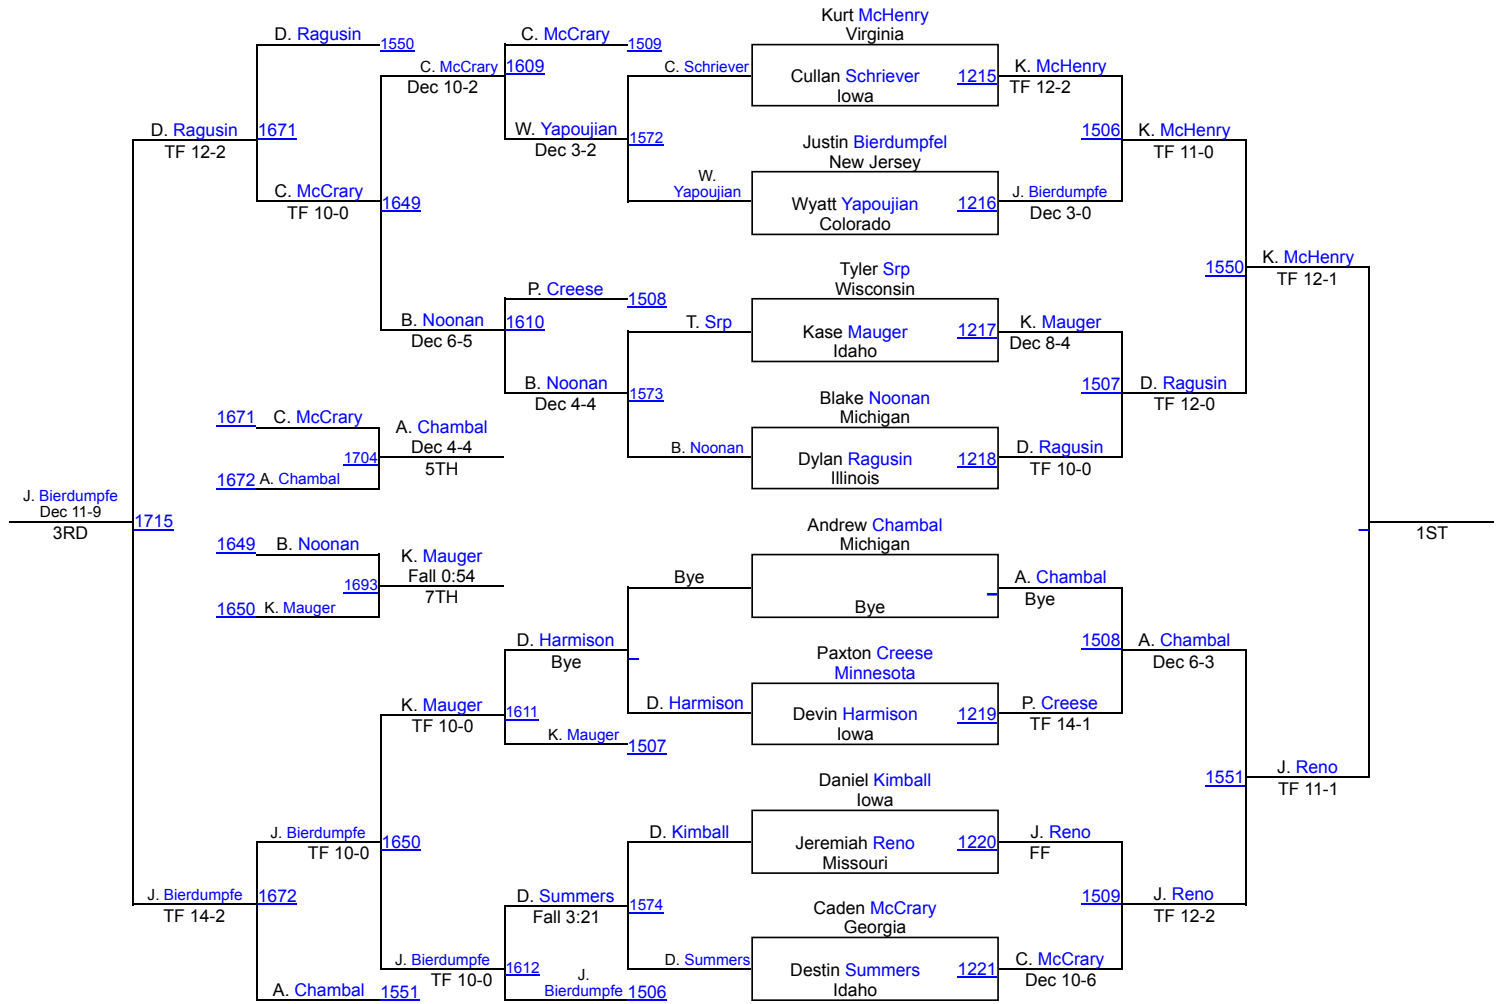 Kurt McHenry
Virginia
D. Ragusin
1550
C. McCrary
1509
C. McCrary
1609
Dec 10-2
C. Schriever
Cullan Schriever
1215
Iowa
K. McHenry
TF 12-2
D. Ragusin
1671
TF 12-2
W. Yapoujian
1572
Dec 3-2
Justin Bierdumpfel
New Jersey
1506
K. McHenry
TF 11-0
C. McCrary
1649
TF 10-0
W.
Yapoujian
Wyatt Yapoujian
1216
Colorado
J. Bierdumpfe
Dec 3-0
Tyler Srp
Wisconsin
1550
K. McHenry
TF 12-1
P. Creese
1508
B. Noonan
1610
Dec 6-5
T. Srp
Kase Mauger
1217
Idaho
K. Mauger
Dec 8-4
B. Noonan
1573
Dec 4-4
Blake Noonan
Michigan
1507
D. Ragusin
TF 12-0
1671
C. McCrary
A. Chambal
Dec 4-4
1704
5TH
1672
A. Chambal
B. Noonan
Dylan Ragusin
1218
Illinois
D. Ragusin
TF 10-0
J. Bierdumpfe
Dec 11-9
1715
3RD
Andrew Chambal
Michigan
1ST
1649
B. Noonan
K. Mauger
Fall 0:54
1693
7TH
1650
K. Mauger
Bye
Bye
A. Chambal
Bye
D. Harmison
Bye
Paxton Creese
Minnesota
1508
A. Chambal
Dec 6-3
K. Mauger
1611
TF 10-0
D. Harmison
Devin Harmison
1219
Iowa
P. Creese
TF 14-1
K. Mauger
1507
Daniel Kimball
Iowa
1551
J. Reno
TF 11-1
J. Bierdumpfe
1650
TF 10-0
D. Kimball
Jeremiah Reno
1220
Missouri
J. Reno
FF
J. Bierdumpfe
1672
TF 14-2
D. Summers
1574
Fall 3:21
Caden McCrary
Georgia
1509
J. Reno
TF 12-2
J. Bierdumpfe
1612
TF 10-0
D. Summers
Destin Summers
1221
Idaho
C. McCrary
Dec 10-6
A. Chambal
1551
J.
Bierdumpfe
1506